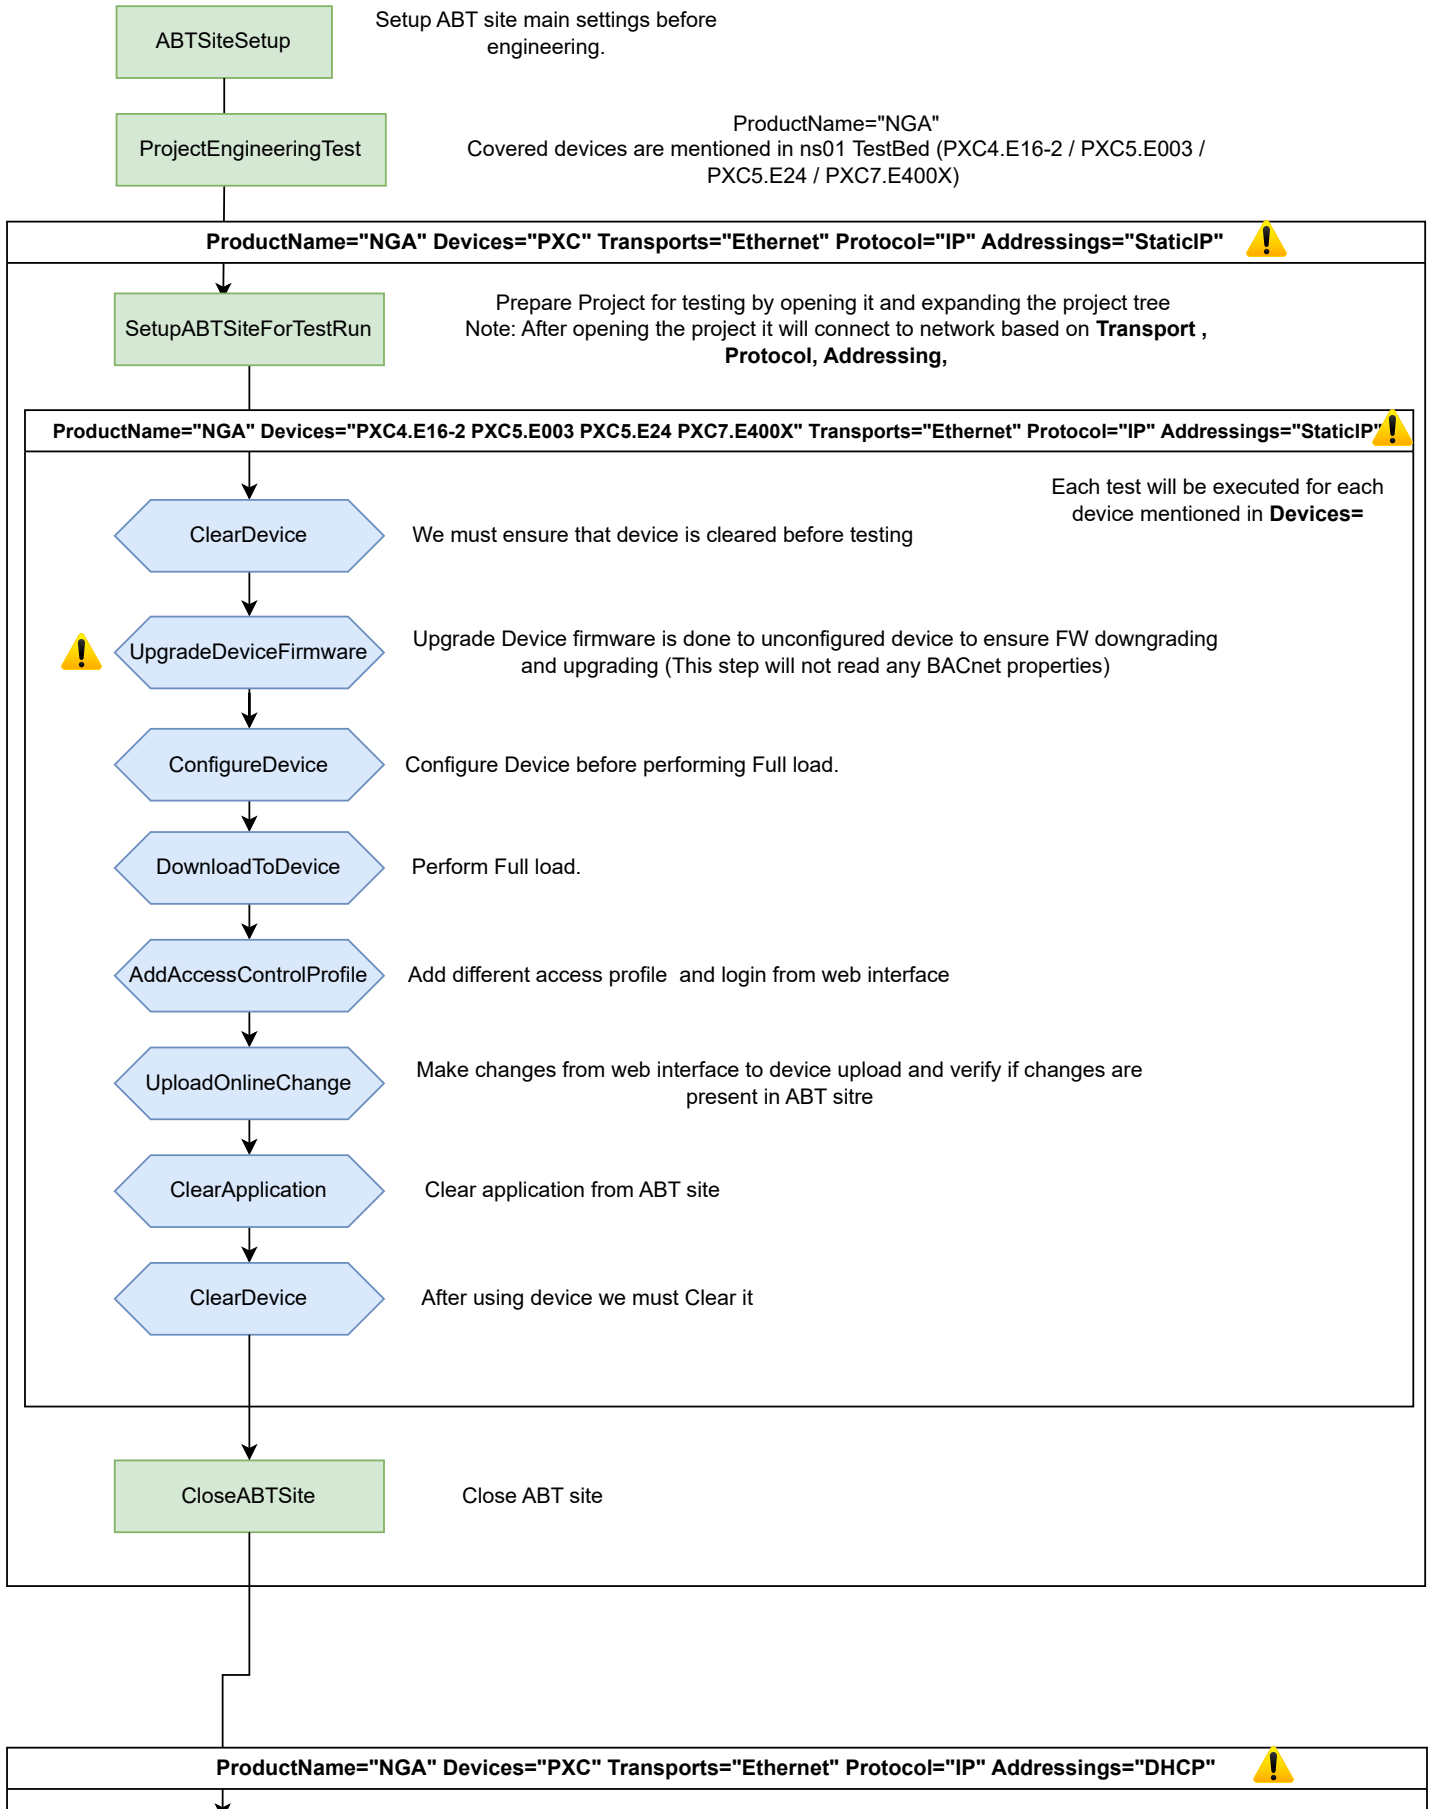 ABTSiteSetup
Setup ABT site main settings before
engineering.
ProjectEngineeringTest
ProductName="NGA"
Covered devices are mentioned in ns01 TestBed (PXC4.E16-2 / PXC5.E003 /
PXC5.E24 / PXC7.E400X)
ProductName="NGA" Devices="PXC" Transports="Ethernet" Protocol="IP" Addressings="StaticIP"
SetupABTSiteForTestRun
Prepare Project for testing by opening it and expanding the project tree
Note: After opening the project it will connect to network based on Transport ,
Protocol, Addressing,
ProductName="NGA" Devices="PXC4.E16-2 PXC5.E003 PXC5.E24 PXC7.E400X" Transports="Ethernet" Protocol="IP" Addressings="StaticIP"
Each test will be executed for each
device mentioned in Devices=
ClearDevice
We must ensure that device is cleared before testing
UpgradeDeviceFirmware
Upgrade Device firmware is done to unconfigured device to ensure FW downgrading
and upgrading (This step will not read any BACnet properties)
ConfigureDevice
Configure Device before performing Full load.
DownloadToDevice
Perform Full load.
AddAccessControlProfile
Add different access profile  and login from web interface
UploadOnlineChange
Make changes from web interface to device upload and verify if changes are
present in ABT sitre
ClearApplication
Clear application from ABT site
ClearDevice
After using device we must Clear it
CloseABTSite
Close ABT site
ProductName="NGA" Devices="PXC" Transports="Ethernet" Protocol="IP" Addressings="DHCP"